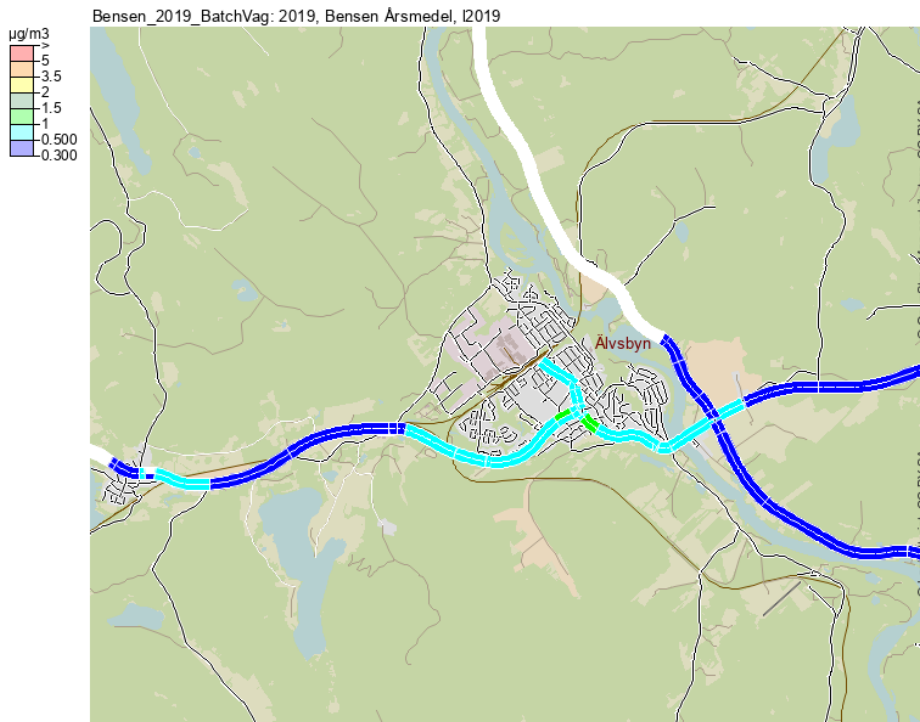 Bensen_2019_BatchVag: 2019, Bensen Årsmedel, I2019
µg/m3
>
5
3.5
2
1.5
1
0.500
0.300
Älvsbyn